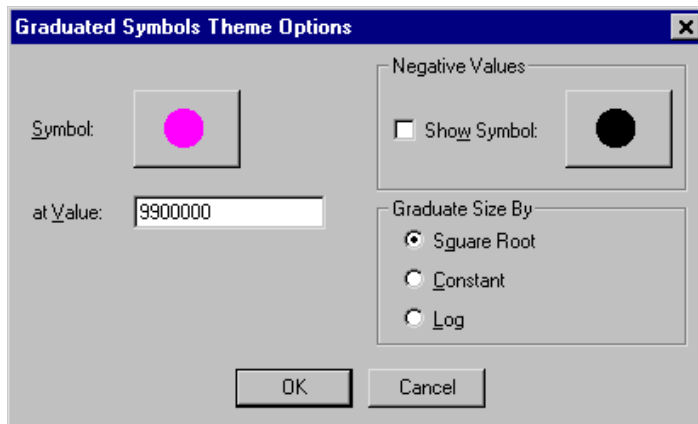 Graduated Symbols Theme Options
Negative Values
Symbol:
Show Symbol:
at Value: 9900000
Graduate Size By
Square Root
Constant
Log
OK Cancel